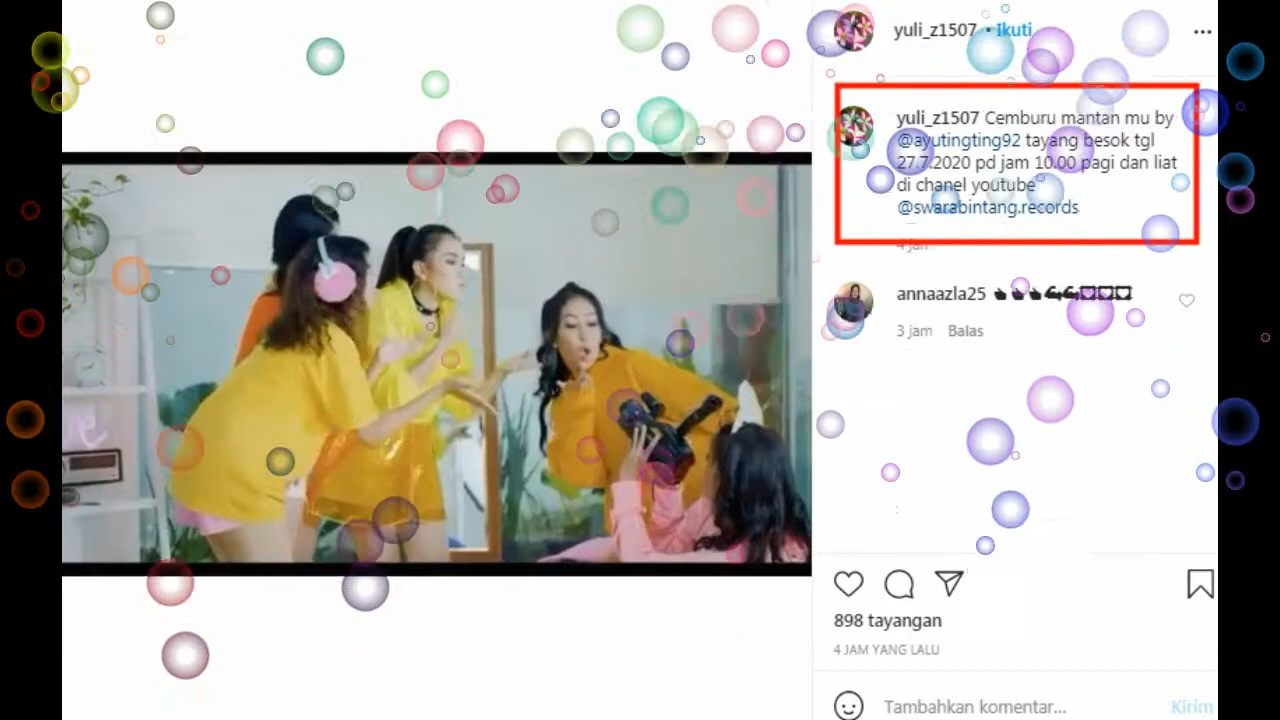 yuli_z1507 • Ikuti
yuli_z1507 Cemburu mantan mu by
@ayutingting92 tayang besok tgl
27.7.2020 pd jam 10.00 pagi dan liat
di chanel youtube
@swarabintang.records
4 jam
annaazla25
3 jam Balas
898 tayangan
4 JAM YANG LALU
Tambahkan komentar... Kirim